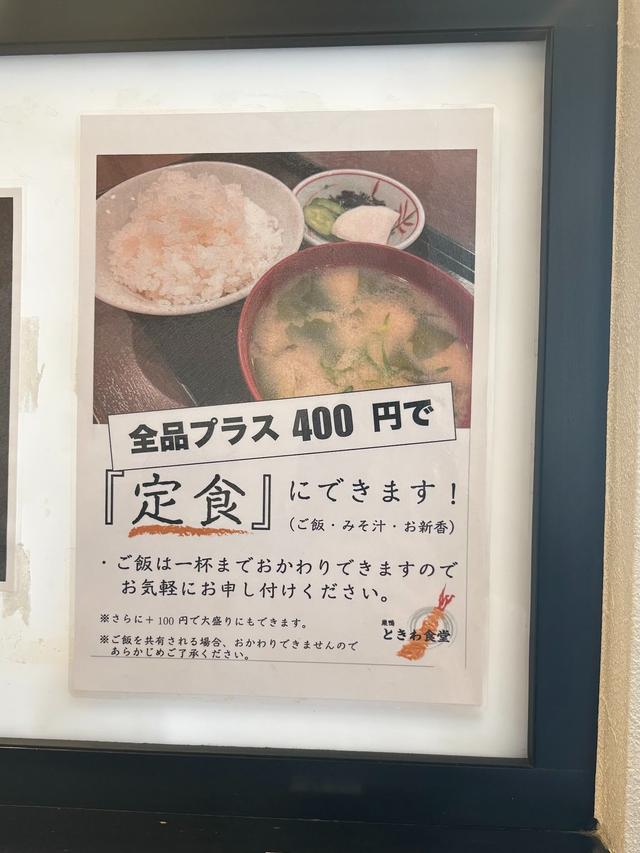 全品プラス 400 円で
『定食』にできます!
(ご飯・みそ汁・お新香)
・ご飯は一杯までおかわりできますので
お気軽にお申し付けください。
※さらに+100円で大盛りにもできます。
※ご飯を共有される場合、おかわりできませんので
あらかじめご了承ください。
巣鴨
ときわ食堂